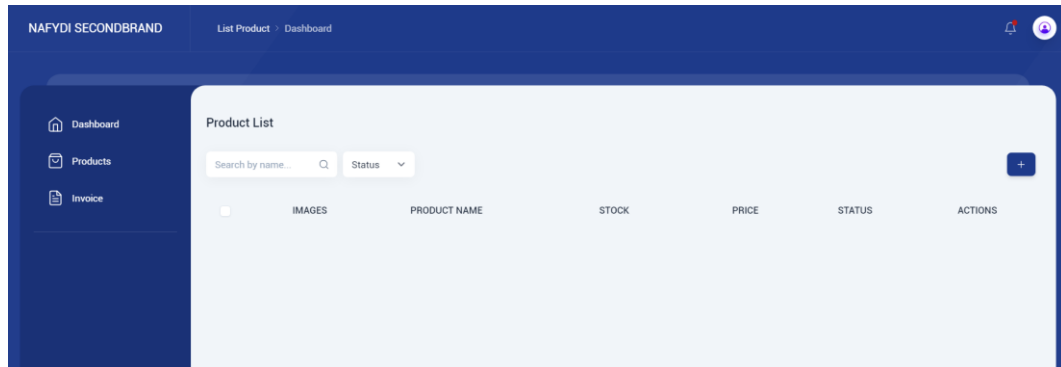 NAFYDI SECONDBRAND
List Product > Dashboard
Dashboard
Products
Invoice
Product List
Search by name...
Status
+
IMAGES PRODUCT NAME STOCK PRICE STATUS ACTIONS